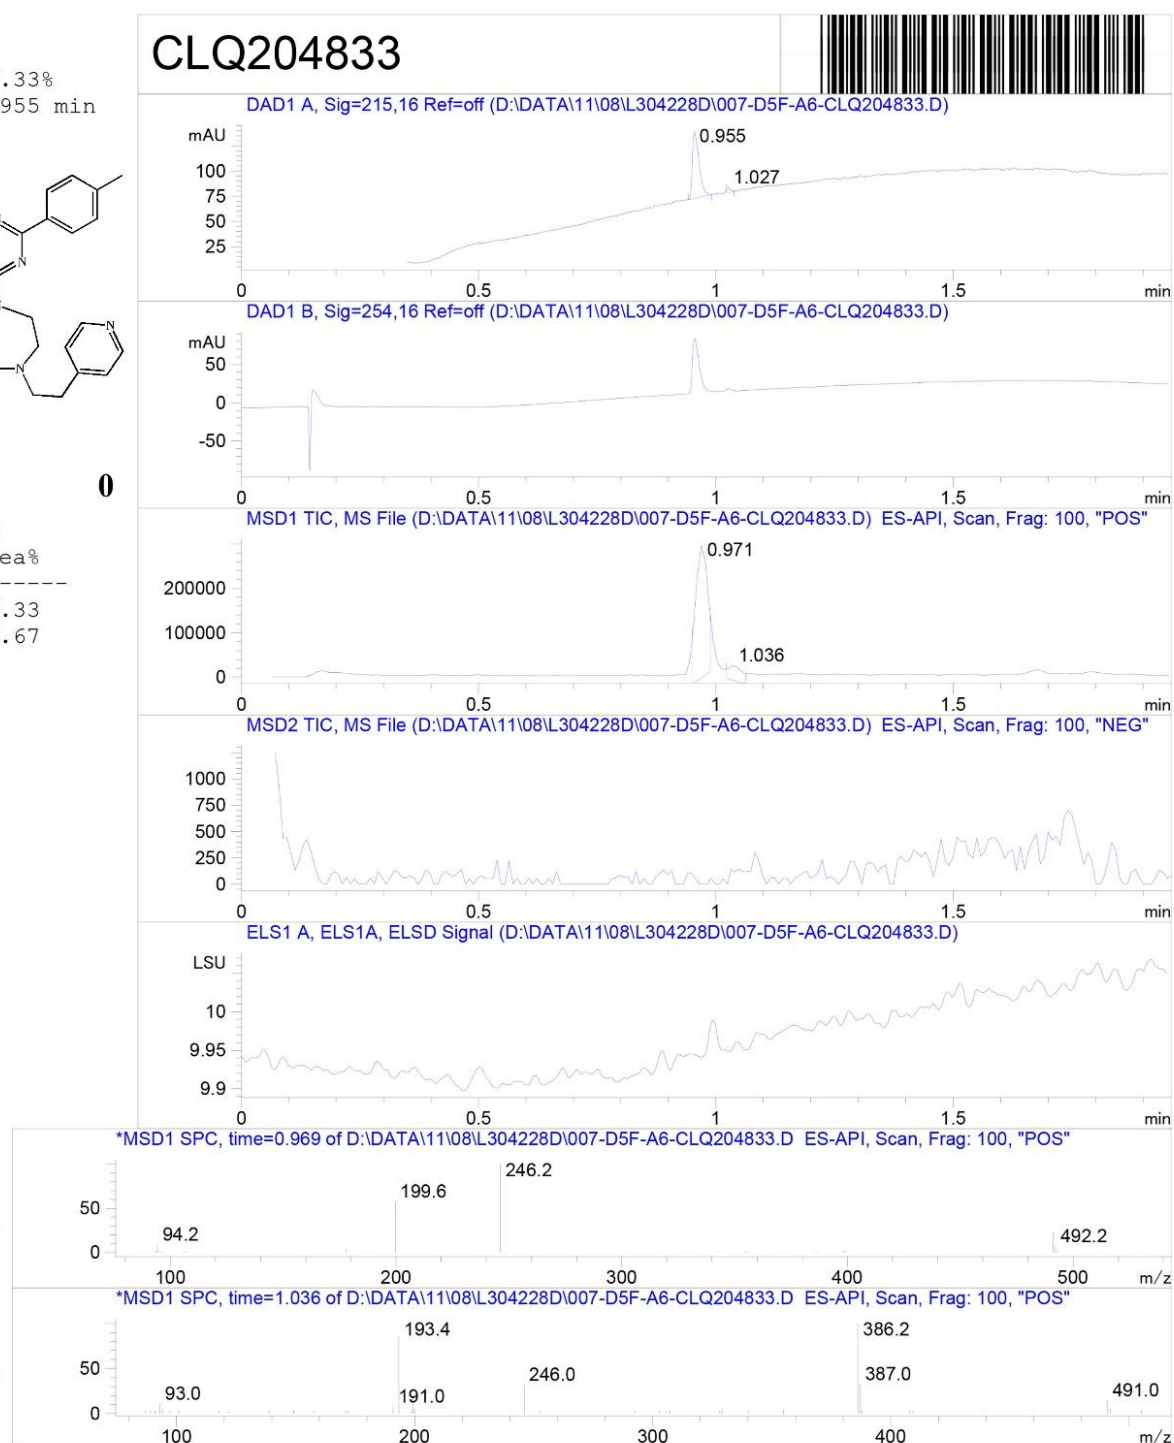 CLQ204833
.33%
955 min
N
N
N
0
ea%
-----
.33
.67
DAD1 A, Sig=215,16 Ref=off (D:\DATA\11\08\L304228D\007-D5F-A6-CLQ204833.D)
mAU
100
75
50
25
0.955
1.027
0 0.5 1 1.5 min
DAD1 B, Sig=254,16 Ref=off (D:\DATA\11\08\L304228D\007-D5F-A6-CLQ204833.D)
mAU
50
0
-50
0 0.5 1 1.5 min
MSD1 TIC, MS File (D:\DATA\11\08\L304228D\007-D5F-A6-CLQ204833.D) ES-API, Scan, Frag: 100, "POS"
200000
100000
0
0.971
1.036
0 0.5 1 1.5 min
MSD2 TIC, MS File (D:\DATA\11\08\L304228D\007-D5F-A6-CLQ204833.D) ES-API, Scan, Frag: 100, "NEG"
1000
750
500
250
0
0 0.5 1 1.5 min
ELS1 A, ELS1A, ELSD Signal (D:\DATA\11\08\L304228D\007-D5F-A6-CLQ204833.D)
LSU
10
9.95
9.9
0 0.5 1 1.5 min
*MSD1 SPC, time=0.969 of D:\DATA\11\08\L304228D\007-D5F-A6-CLQ204833.D ES-API, Scan, Frag: 100, "POS"
50
0
94.2
199.6
246.2
492.2
100 200 300 400 500 m/z
*MSD1 SPC, time=1.036 of D:\DATA\11\08\L304228D\007-D5F-A6-CLQ204833.D ES-API, Scan, Frag: 100, "POS"
50
0
93.0
193.4
191.0
246.0
386.2
387.0
491.0
100 200 300 400 m/z